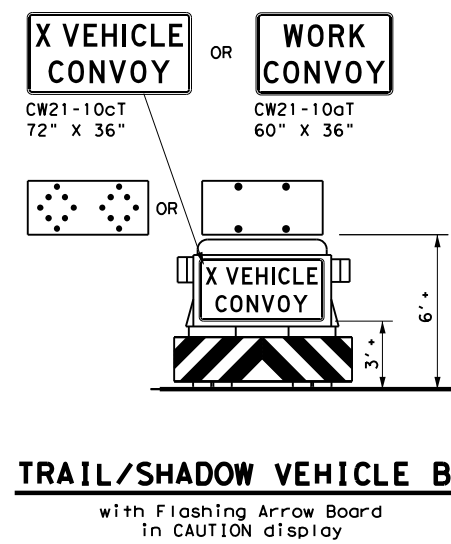 X VEHICLE
CONVOY
OR
WORK
CONVOY
CW21-10cT
72" X 36"
CW21-10aT
60" X 36"
OR
X VEHICLE
CONVOY
6' +
3' +
TRAIL/SHADOW VEHICLE B
with Flashing Arrow Board
in CAUTION display